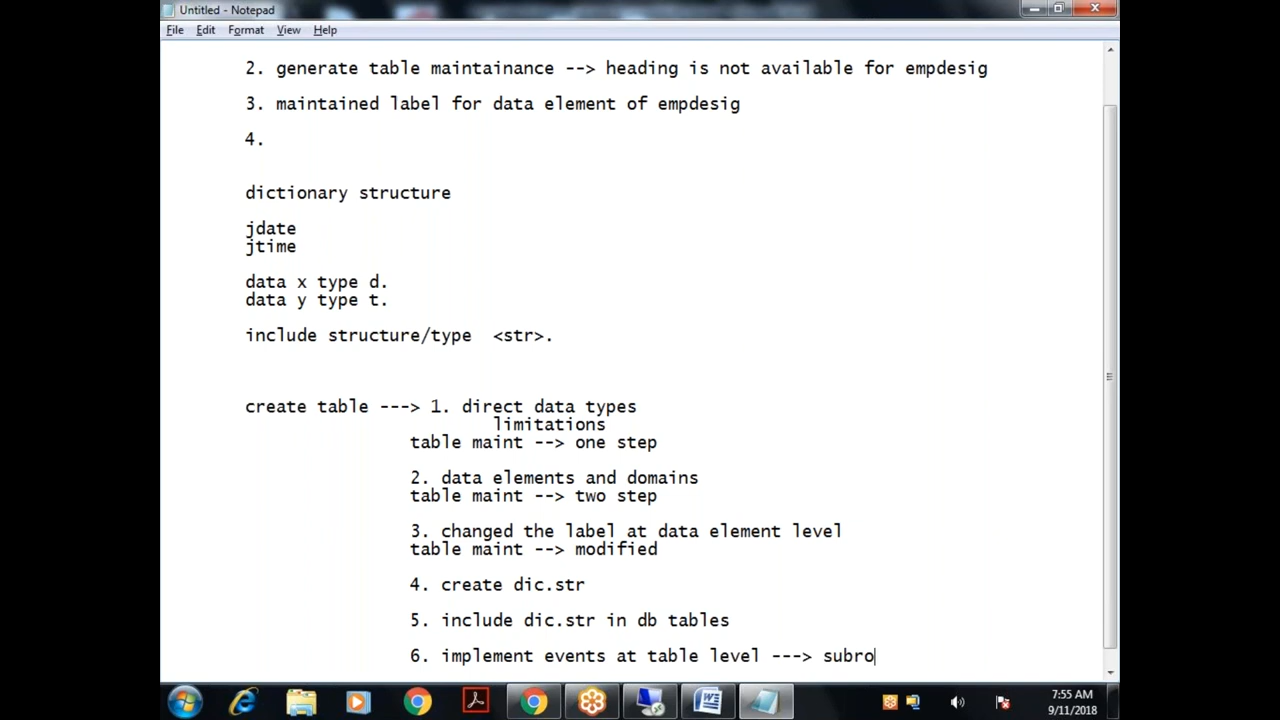 Untitled - Notepad
File Edit Format View Help
2. generate table maintainance --> heading is not available for empdesig
3. maintained label for data element of empdesig
4.
dictionary structure
jdate
jtime
data x type d.
data y type t.
include structure/type <str>.
create table ---> 1. direct data types
limitations
table maint --> one step
2. data elements and domains
table maint --> two step
3. changed the label at data element level
table maint --> modified
4. create dic.str
5. include dic.str in db tables
6. implement events at table level ---> subro
7:55 AM
9/11/2018